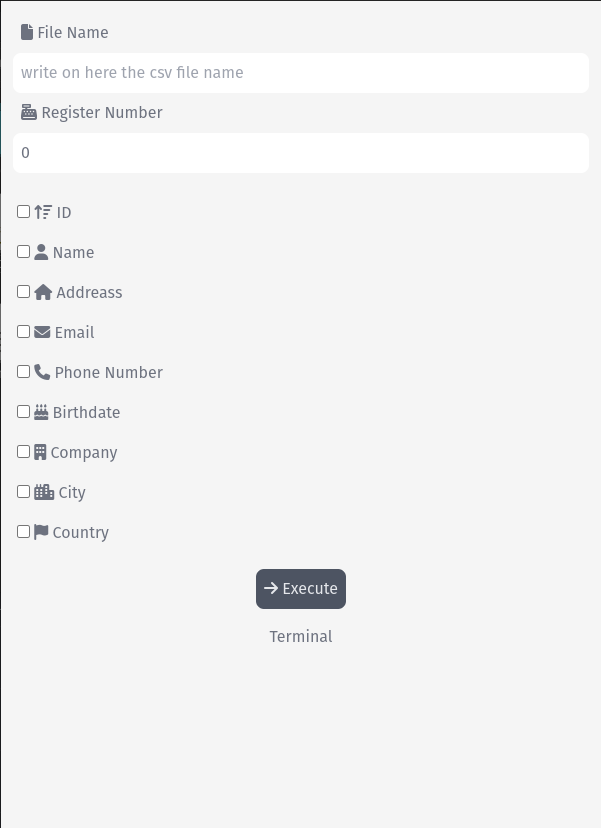 File Name
write on here the csv file name
Register Number
0
ID
Name
Addreass
Email
Phone Number
Birthdate
Company
City
Country
Execute
Terminal